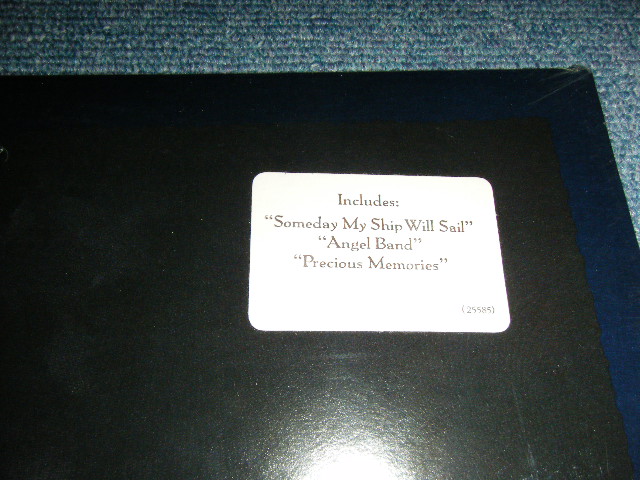 Includes:
“Someday My Ship Will Sail”
“Angel Band”
“Precious Memories”
(25585)